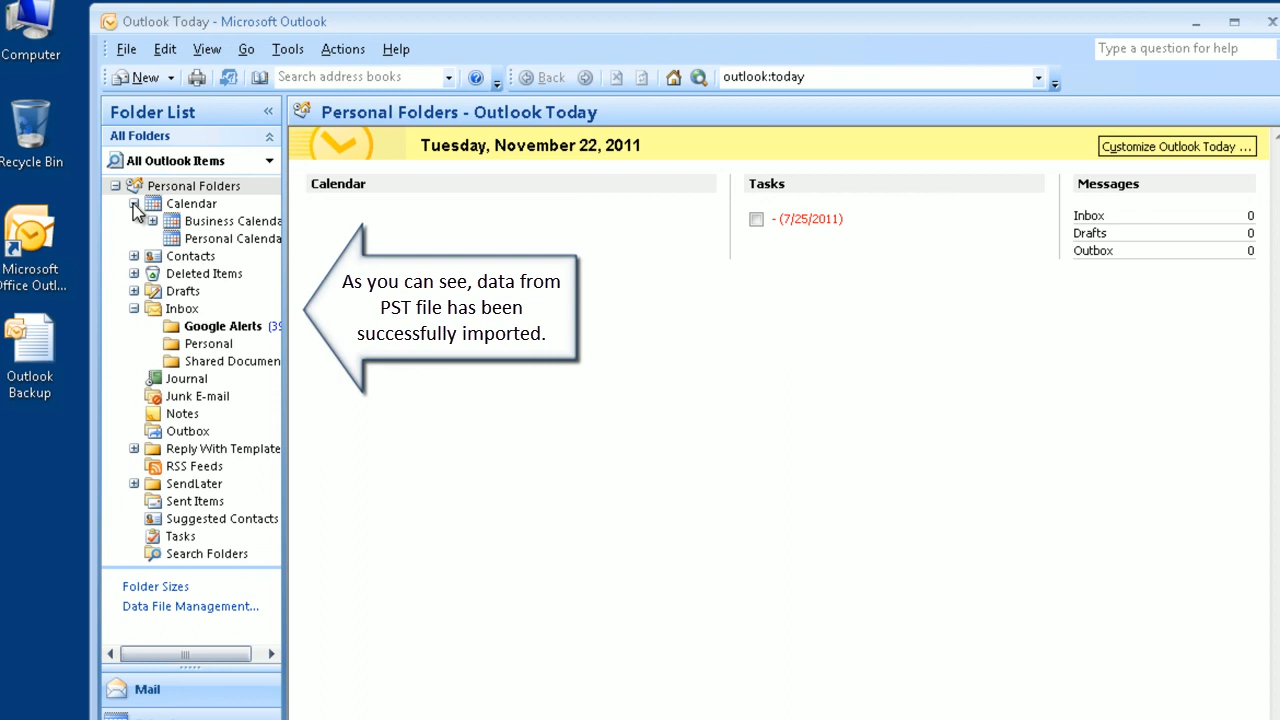 Computer
Recycle Bin
Microsoft
Office Outl...
Outlook
Backup
Outlook Today - Microsoft Outlook
File Edit View Go Tools Actions Help
Type a question for help
New
Search address books
Back
outlook:today
Folder List
All Folders
All Outlook Items
Personal Folders
Calendar
Business Calenda
Personal Calenda
Contacts
Deleted Items
Drafts
Inbox
Google Alerts (39
Personal
Shared Documen
Journal
Junk E-mail
Notes
Outbox
Reply With Template
RSS Feeds
SendLater
Sent Items
Suggested Contacts
Tasks
Search Folders
Folder Sizes
Data File Management...
Mail
Personal Folders - Outlook Today
Tuesday, November 22, 2011
Customize Outlook Today ...
Calendar
Tasks
- (7/25/2011)
Messages
Inbox 0
Drafts 0
Outbox 0
As you can see, data from
PST file has been
successfully imported.